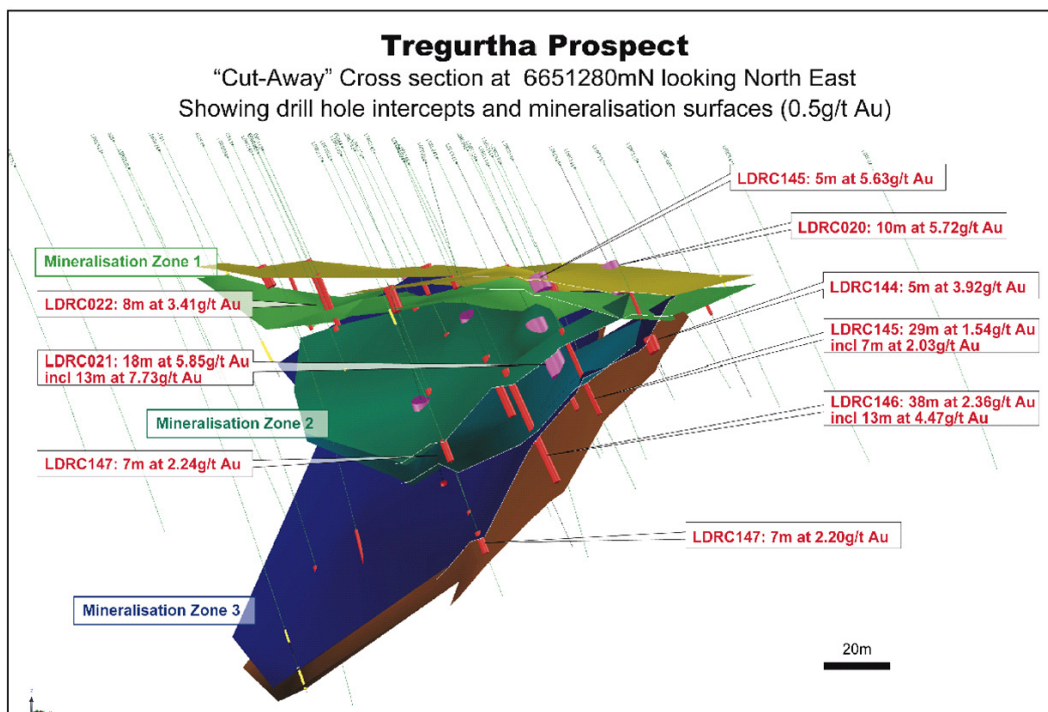 Tregurtha Prospect
“Cut-Away” Cross section at 6651280mN looking North East
Showing drill hole intercepts and mineralisation surfaces (0.5g/t Au)
LDRC145: 5m at 5.63g/t Au
LDRC020: 10m at 5.72g/t Au
Mineralisation Zone 1
LDRC144: 5m at 3.92g/t Au
LDRC022: 8m at 3.41g/t Au
LDRC145: 29m at 1.54g/t Au
incl 7m at 2.03g/t Au
LDRC021: 18m at 5.85g/t Au
incl 13m at 7.73g/t Au
LDRC146: 38m at 2.36g/t Au
incl 13m at 4.47g/t Au
Mineralisation Zone 2
LDRC147: 7m at 2.24g/t Au
LDRC147: 7m at 2.20g/t Au
Mineralisation Zone 3
20m